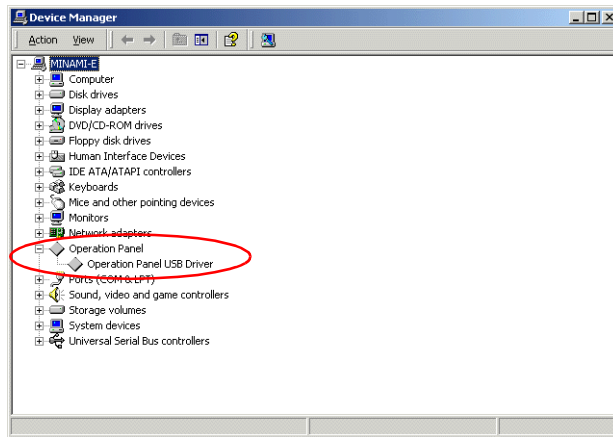 Device Manager
Action View
MINAMI-E
Computer
Disk drives
Display adapters
DVD/CD-ROM drives
Floppy disk drives
Human Interface Devices
IDE ATA/ATAPI controllers
Keyboards
Mice and other pointing devices
Monitors
Network adapters
Operation Panel
Operation Panel USB Driver
Ports (COM & LPT)
Sound, video and game controllers
Storage volumes
System devices
Universal Serial Bus controllers